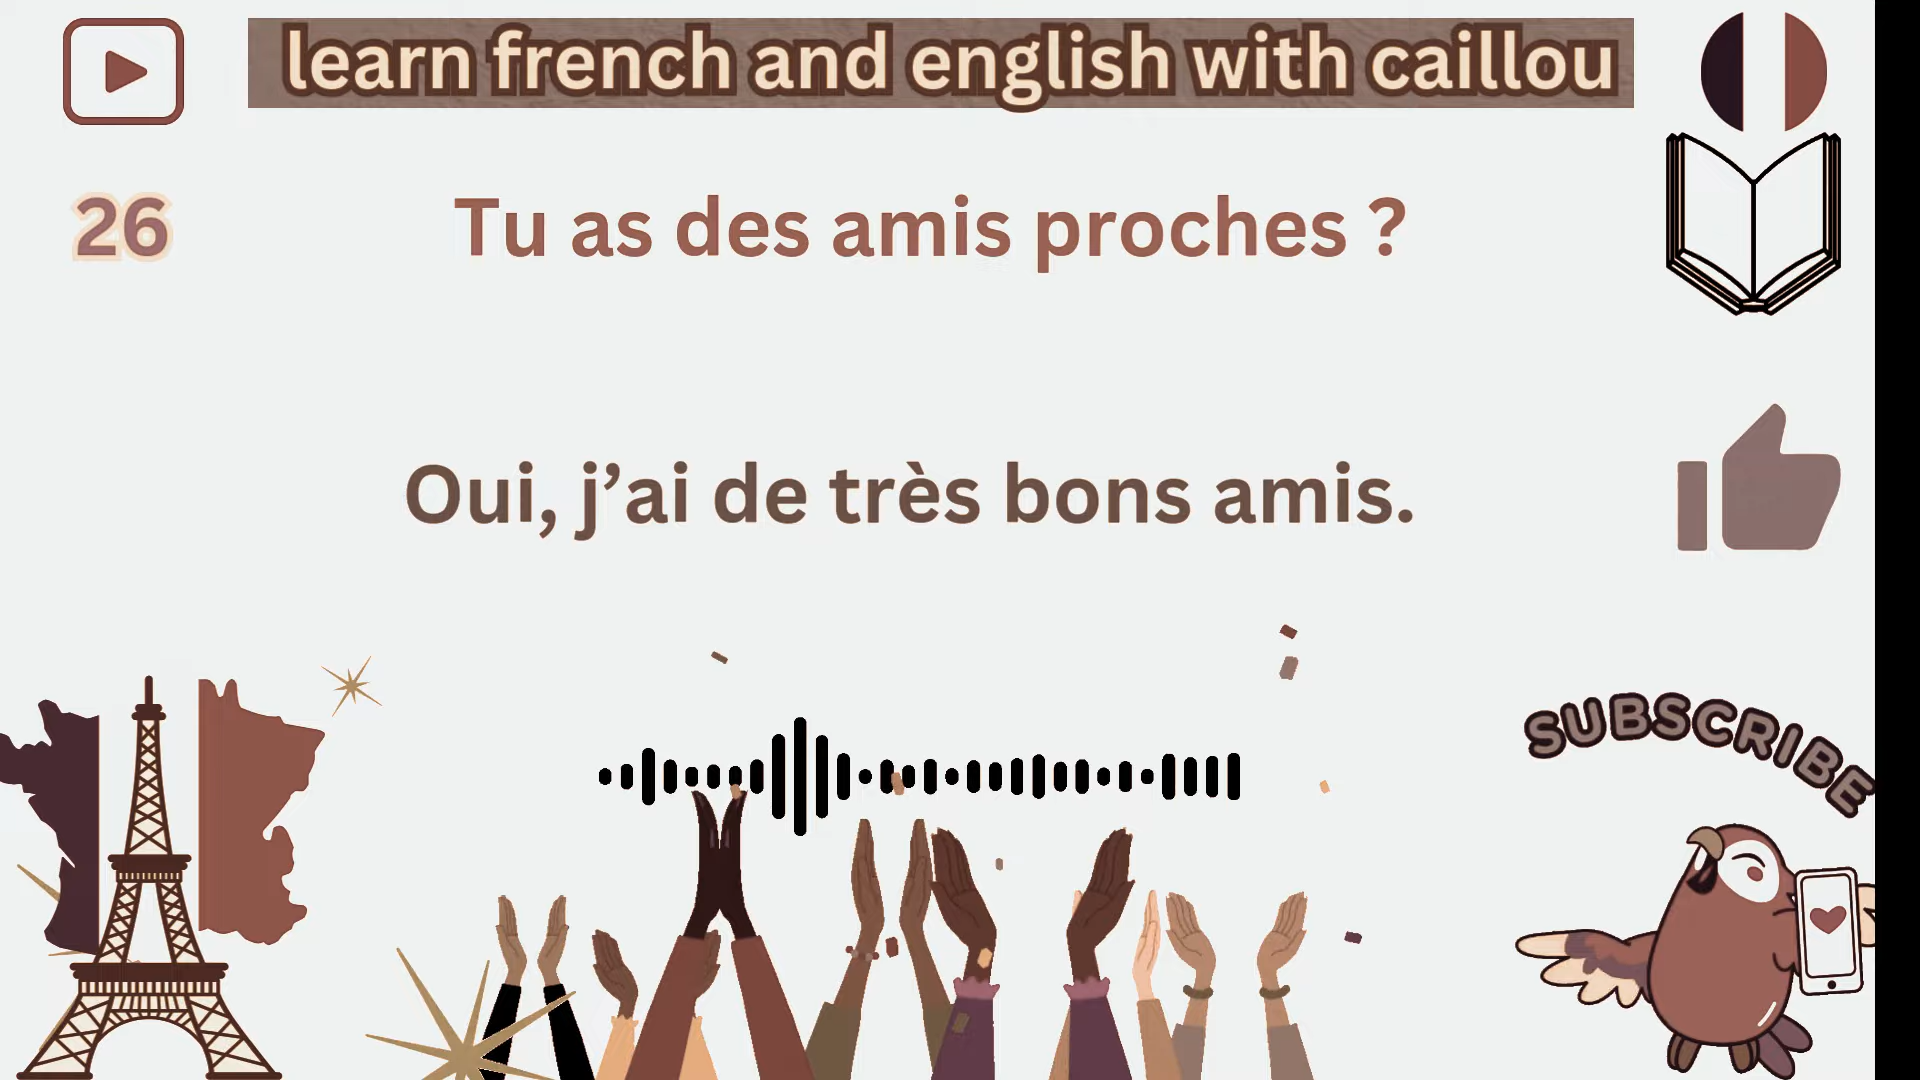 learn french and english with caillou
26
Tu as des amis proches ?
Oui, j’ai de très bons amis.
SUBSCRIBE